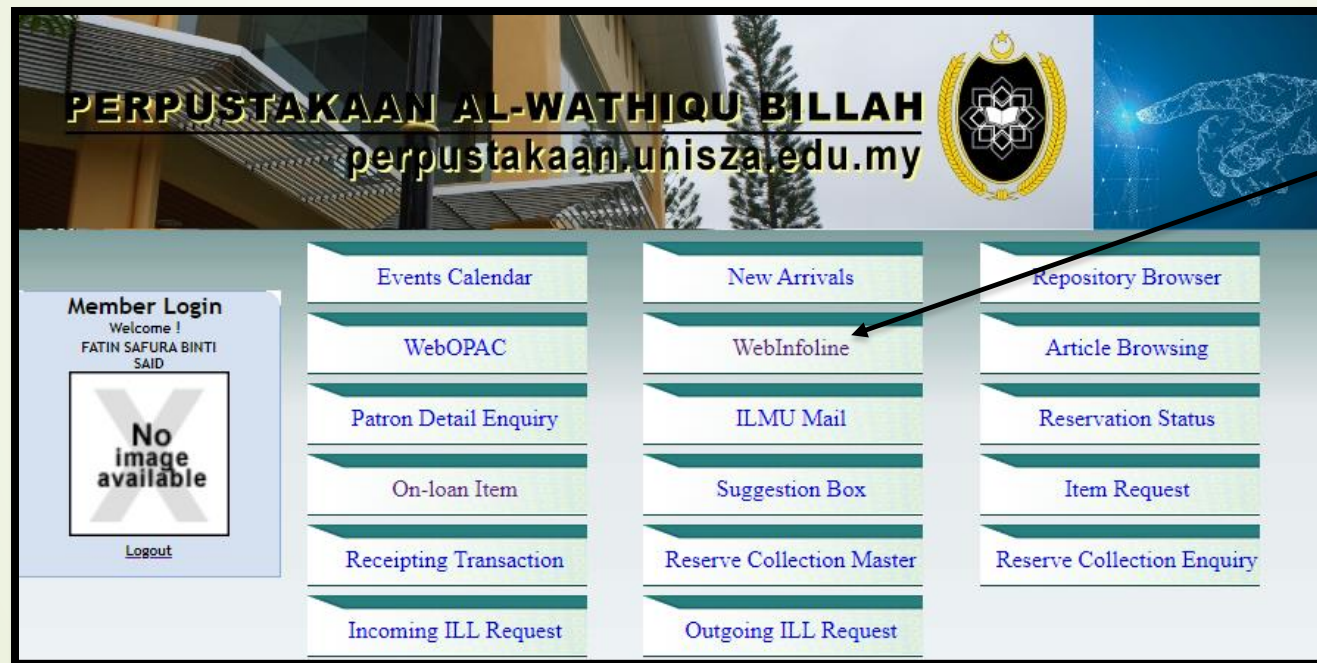 PERPUSTAKAAN AL-WATHIQU BILLAH
perpustakaan.unisza.edu.my
Member Login
Welcome !
FATIN SAFURA BINTI
SAID
No
image
available
Logout
Events Calendar
New Arrivals
Repository Browser
WebOPAC
WebInfoline
Article Browsing
Patron Detail Enquiry
ILMU Mail
Reservation Status
On-loan Item
Suggestion Box
Item Request
Receipting Transaction
Reserve Collection Master
Reserve Collection Enquiry
Incoming ILL Request
Outgoing ILL Request